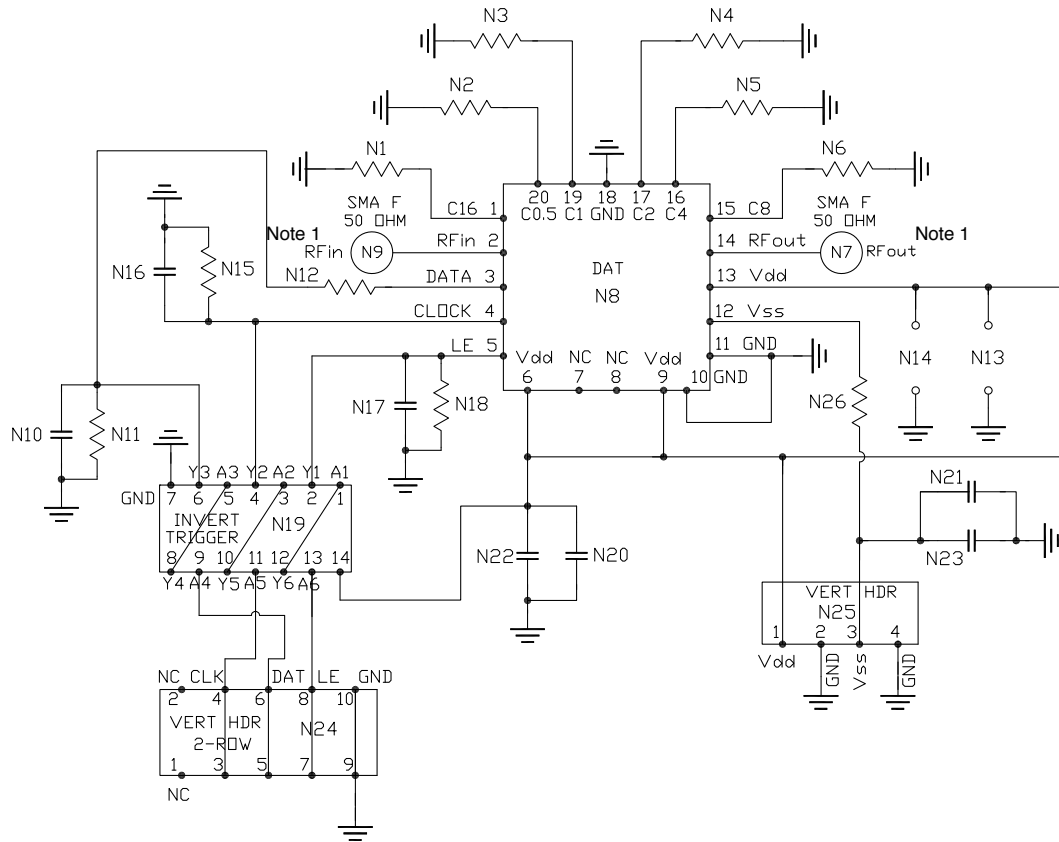 N3
N4
N2
N5
N1
N6
20 19 18 17 16
C0.5 C1 GND C2 C4
SMA F
50 OHM
C16 1
15 C8
SMA F
50 OHM
Note 1
RFin
N9
RFin 2
14 RFout
N7
RFout
Note 1
N16
N15
N12
DATA 3
DAT
N8
13 Vdd
CLOCK 4
12 Vss
LE 5
11 GND
Vdd
6
NC
7
NC
8
Vdd
9
10 GND
N14
N13
N17
N18
N26
N10
N11
Y3 A3 Y2 A2 Y1 A1
GND 7 6 5 4 3 2 1
INVERT
TRIGGER
N19
8 9 10 11 12 13 14
Y4 A4 Y5 A5 Y6 A6
N22
N20
N21
N23
VERT HDR
N25
1 2 3 4
Vdd GND Vss GND
NC CLK DAT LE GND
2 4 6 8 10
VERT HDR
2-ROW
N24
1 3 5 7 9
NC